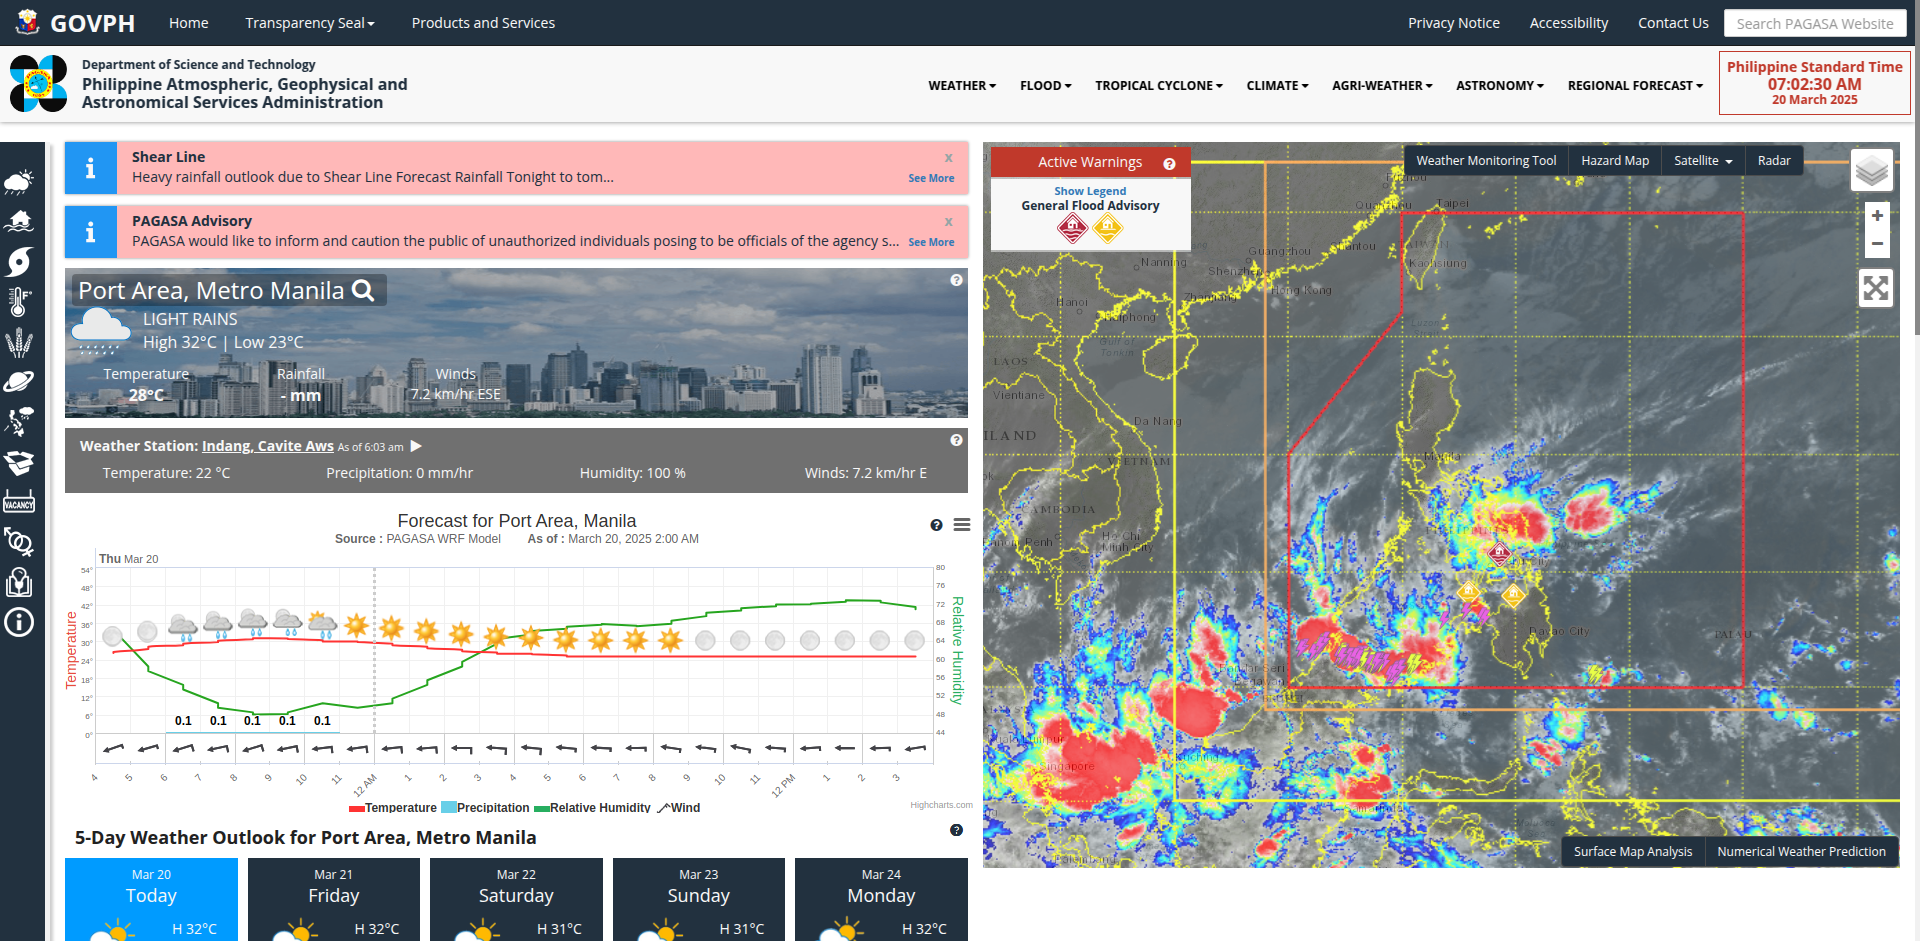 GOVPH
Home
Transparency Seal
Products and Services
Privacy Notice
Accessibility
Contact Us
Search PAGASA Website
Department of Science and Technology
Philippine Atmospheric, Geophysical and
Astronomical Services Administration
WEATHER
FLOOD
TROPICAL CYCLONE
CLIMATE
AGRI-WEATHER
ASTRONOMY
REGIONAL FORECAST
Philippine Standard Time
07:02:30 AM
20 March 2025
VACANCY
Shear Line
x
Heavy rainfall outlook due to Shear Line Forecast Rainfall Tonight to tom...
See More
PAGASA Advisory
x
PAGASA would like to inform and caution the public of unauthorized individuals posing to be officials of the agency s...
See More
Port Area, Metro Manila
LIGHT RAINS
High 32°C | Low 23°C
Temperature
28°C
Rainfall
- mm
Winds
7.2 km/hr ESE
Weather Station: Indang, Cavite Aws As of 6:03 am
Temperature: 22 °C
Precipitation: 0 mm/hr
Humidity: 100 %
Winds: 7.2 km/hr E
Forecast for Port Area, Manila
Source : PAGASA WRF Model As of : March 20, 2025 2:00 AM
Thu Mar 20
54°
48°
42°
36°
30°
24°
18°
12°
6°
0°
Temperature
80
76
72
68
64
60
56
52
48
44
Relative Humidity
0.1 0.1 0.1 0.1 0.1
4 5 6 7 8 9 10 11 12 AM 1 2 3 4 5 6 7 8 9 10 11 12 PM 1 2 3
Temperature Precipitation Relative Humidity Wind
Highcharts.com
5-Day Weather Outlook for Port Area, Metro Manila
Mar 20
Today
H 32°C
Mar 21
Friday
H 32°C
Mar 22
Saturday
H 31°C
Mar 23
Sunday
H 31°C
Mar 24
Monday
H 32°C
Active Warnings
Show Legend
General Flood Advisory
Weather Monitoring Tool
Hazard Map
Satellite
Radar
+
−
Taipei
Guangzhou
Shenzhen
Hong Kong
Kaohsiung
Nanning
Zhanjiang
Hanoi
Haiphong
Gulf of
Tonkin
LAOS
Vientiane
Da Nang
ILAND
VIETNAM
CAMBODIA
Ho Chi
Minh City
Luzon
Manila
Davao City
PALAU
Kuching
Singapore
Surface Map Analysis
Numerical Weather Prediction